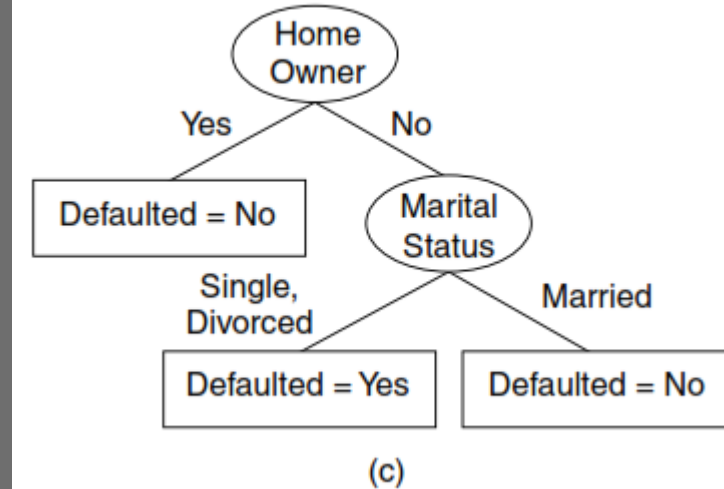 Home
Owner
Yes
No
Defaulted = No
Marital
Status
Single,
Divorced
Married
Defaulted = Yes
Defaulted = No
(c)